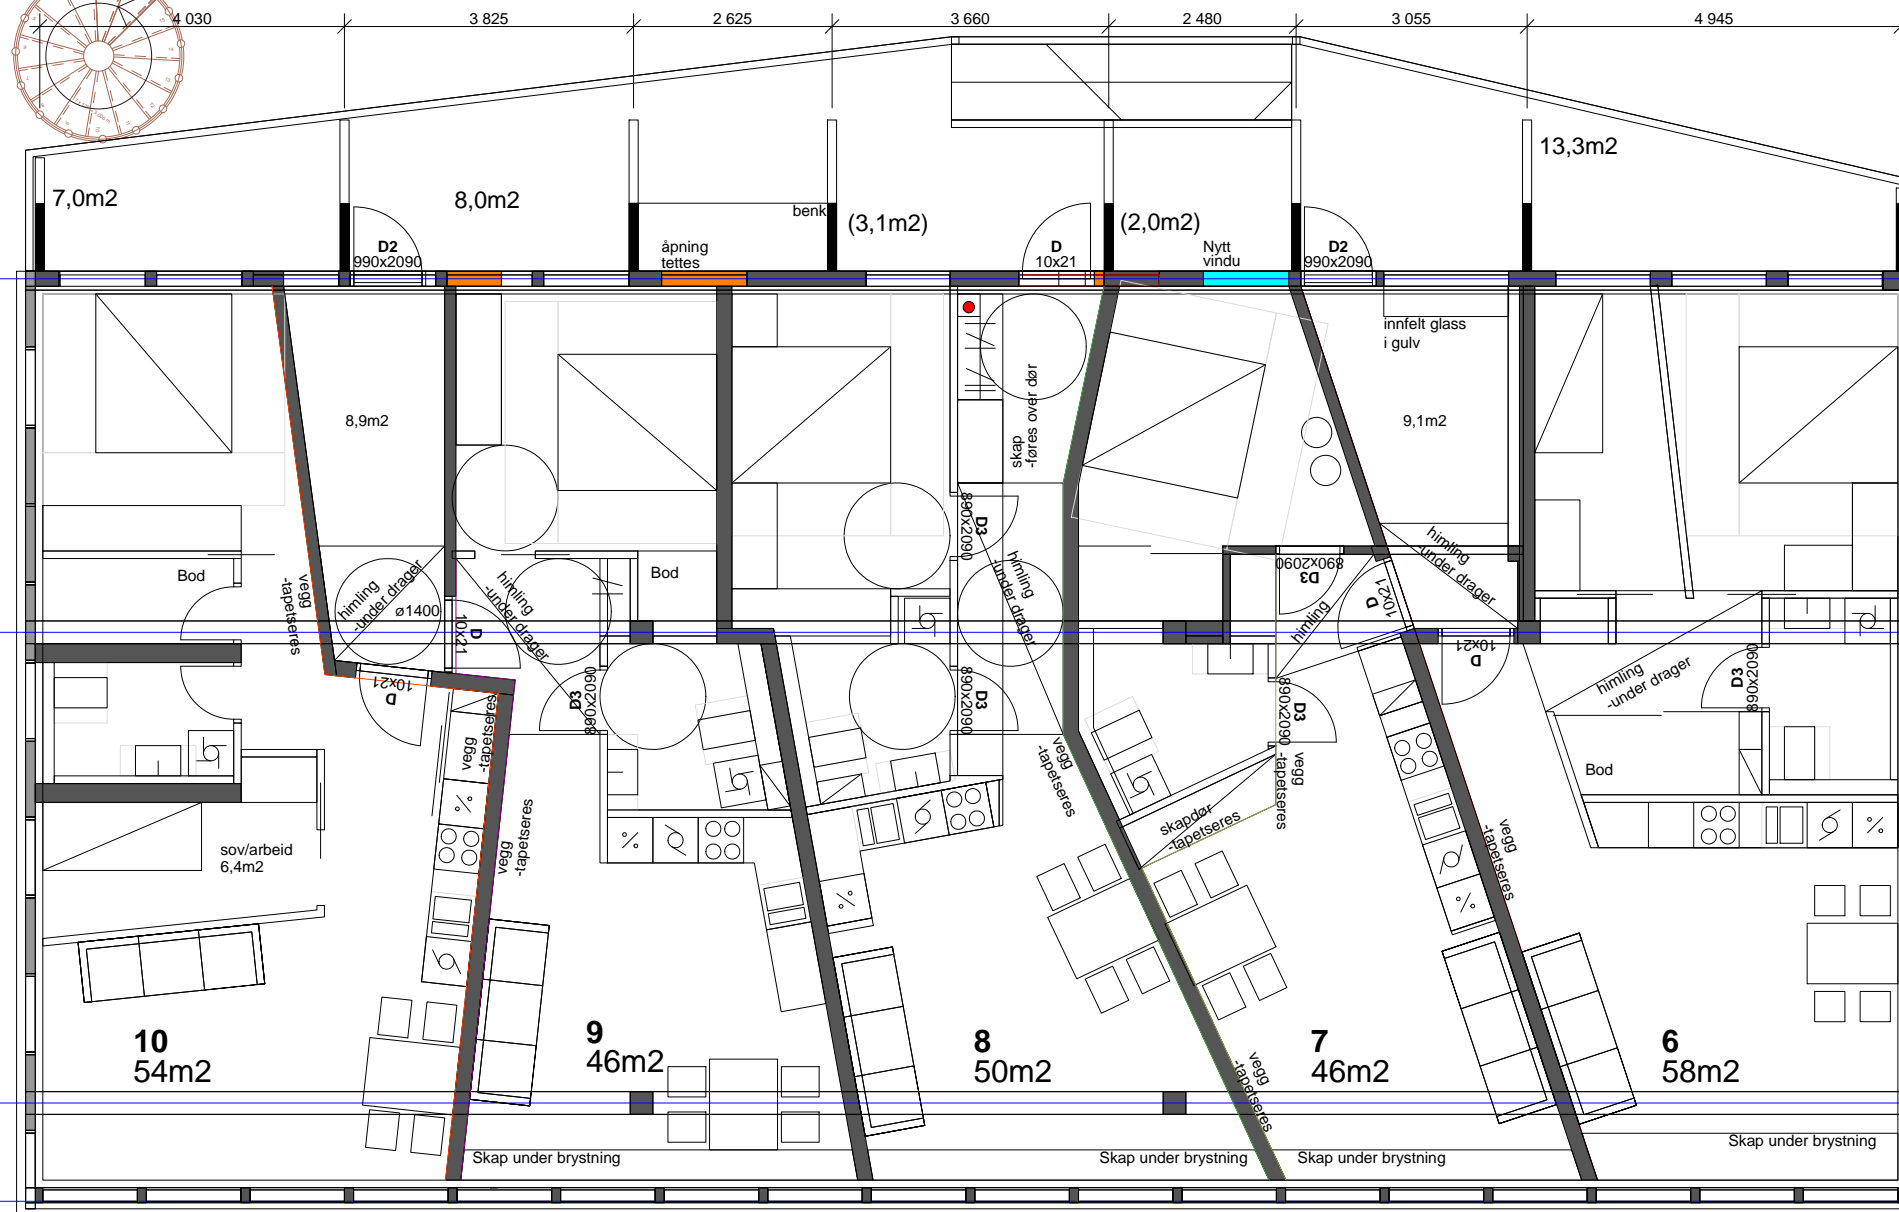 4 030
3 825
2 625
3 660
2 480
3 055
4 945
7,0m2
8,0m2
benk
(3,1m2)
(2,0m2)
13,3m2
D2
990x2090
åpning
tettes
D
10x21
Nytt
vindu
D2
990x2090
innfelt glass
i gulv
8,9m2
9,1m2
skap
-føres over dør
D3
890x2090
himling
-under drager
Bod
vegg
-tapetseres
himling
-under drager
ø1400
D
10x21
himling
-under drager
Bod
D3
890x2090
himling
D
10x21
himling
-under drager
D
10x21
D
10x21
D3
890x2090
D3
890x2090
D3
890x2090
himling
-under drager
D3
890x2090
vegg
-tapetseres
vegg
-tapetseres
vegg
-tapetseres
vegg
-tapetseres
skapdør
-tapetseres
vegg
-tapetseres
Bod
sov/arbeid
6,4m2
10
54m2
9
46m2
8
50m2
7
46m2
6
58m2
vegg
-tapetseres
Skap under brystning
Skap under brystning
Skap under brystning
Skap under brystning